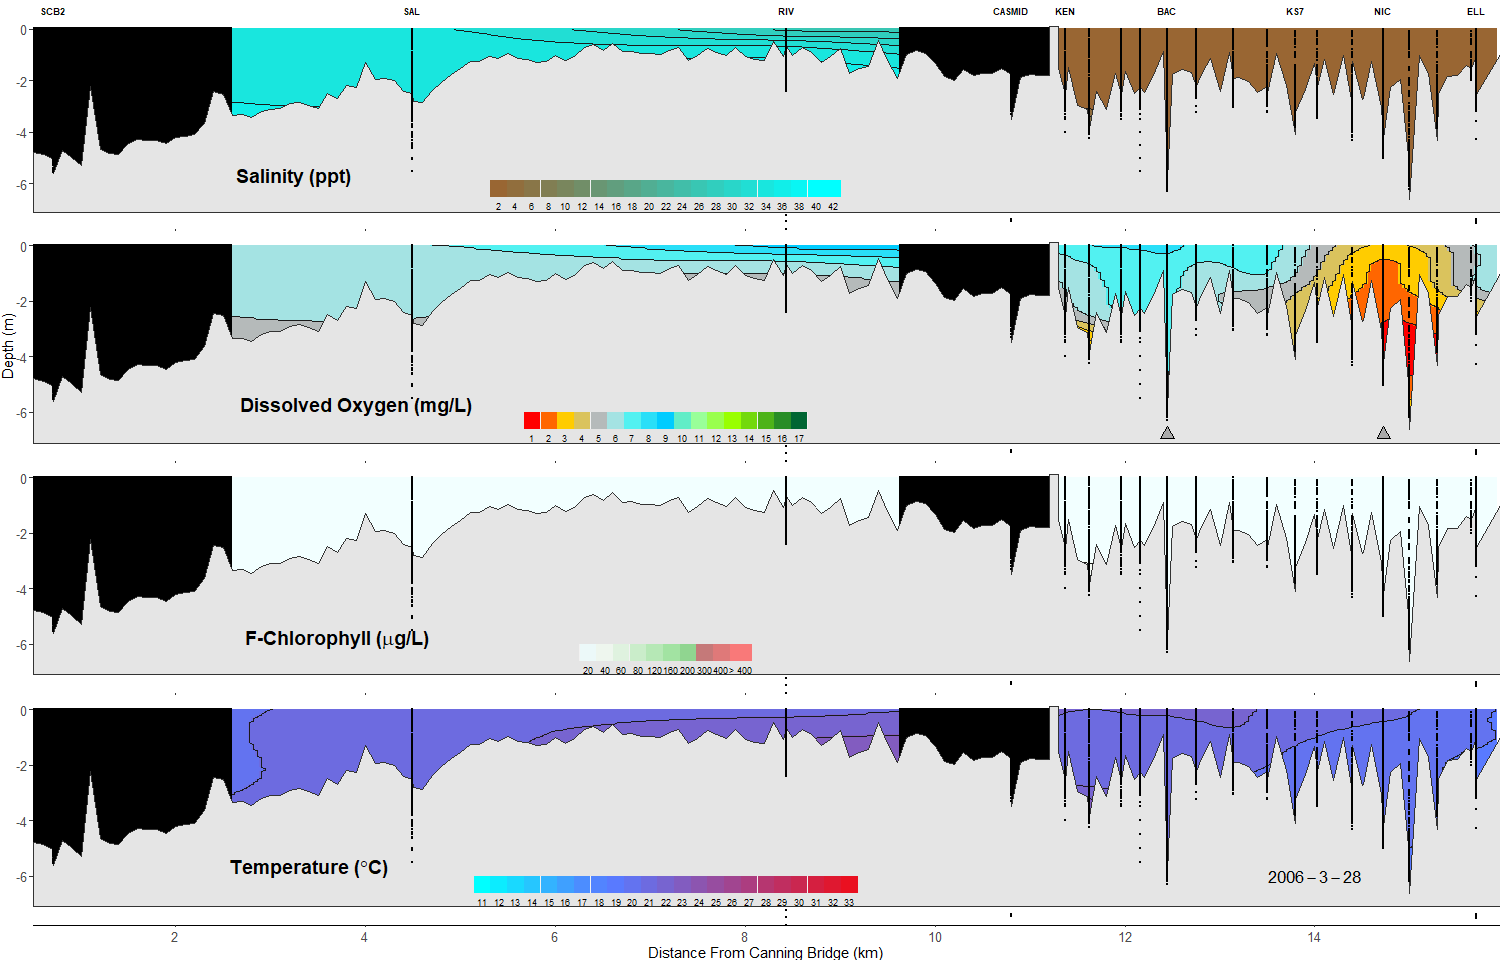 SCB2 SAL RIV CASMID KEN BAC KS7 NIC ELL
0
-2
-4
-6
Salinity (ppt)
2 4 6 8 10 12 14 16 18 20 22 24 26 28 30 32 34 36 38 40 42
0
-2
-4
-6
Dissolved Oxygen (mg/L)
1 2 3 4 5 6 7 8 9 10 11 12 13 14 15 16 17
Depth (m)
0
-2
-4
-6
F-Chlorophyll (μg/L)
20 40 60 80 120 160 200 300 400 > 400
0
-2
-4
-6
Temperature (°C)
2006 – 3 – 28
11 12 13 14 15 16 17 18 19 20 21 22 23 24 25 26 27 28 29 30 31 32 33
2 4 6 8 10 12 14
Distance From Canning Bridge (km)